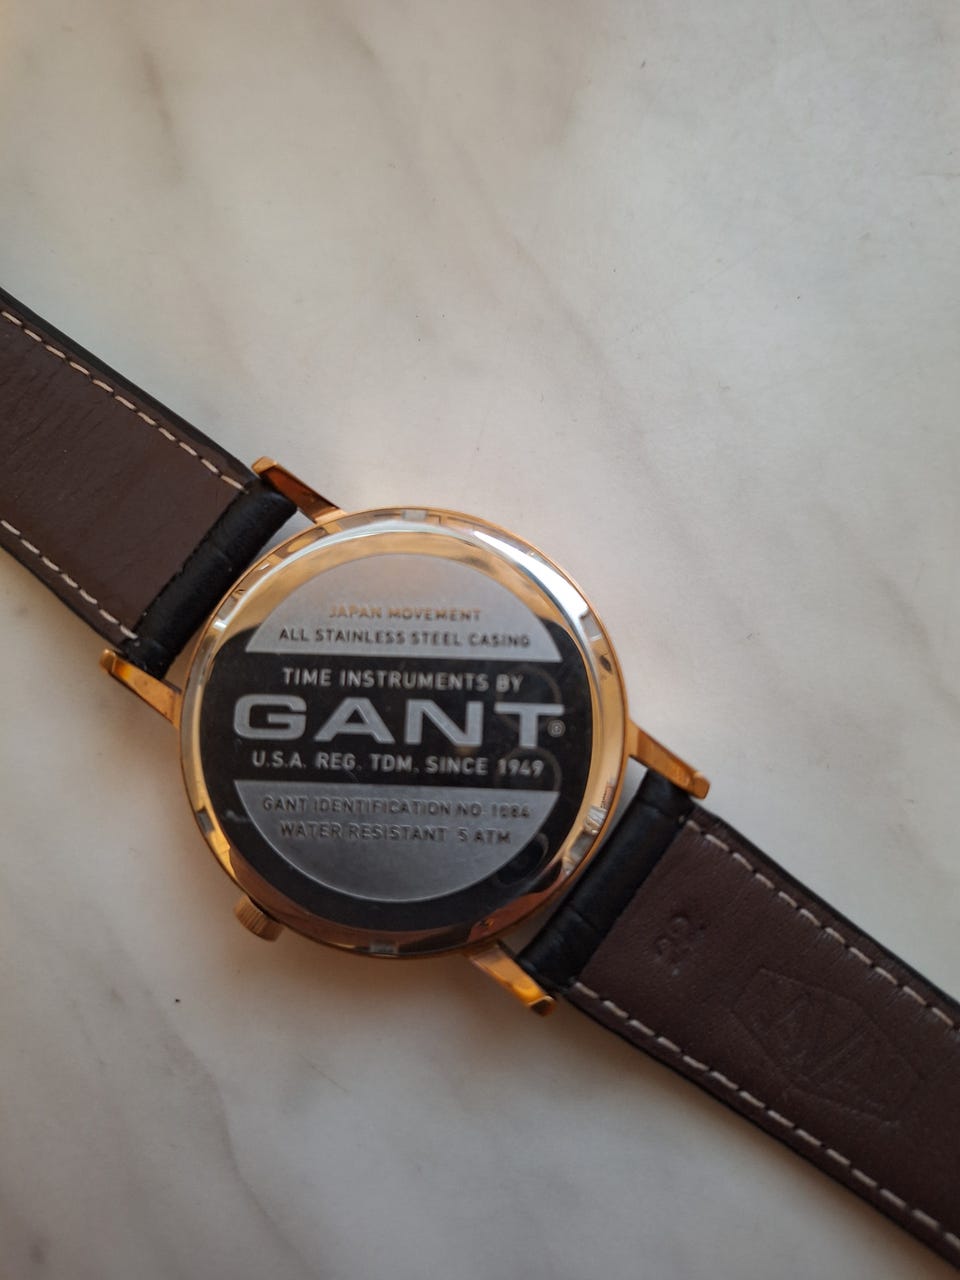 JAPAN MOVEMENT
ALL STAINLESS STEEL CASING
TIME INSTRUMENTS BY
GANT®
U.S.A. REG. TDM. SINCE 1949
GANT IDENTIFICATION NO
WATER RESISTANT 5 ATM